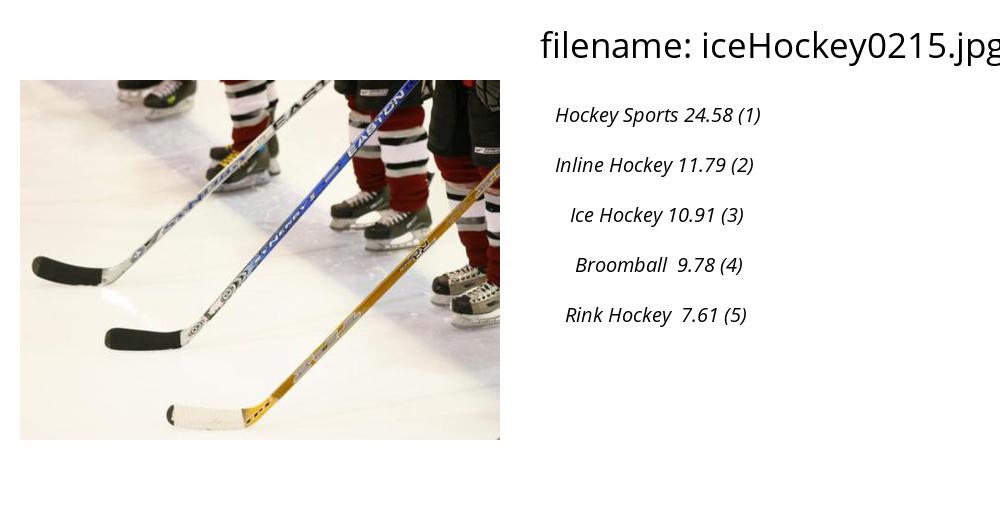 filename: iceHockey0215.jpg
Hockey Sports 24.58 (1)
Inline Hockey 11.79 (2)
Ice Hockey 10.91 (3)
Broomball 9.78 (4)
Rink Hockey 7.61 (5)
EASTON
SYNERGY